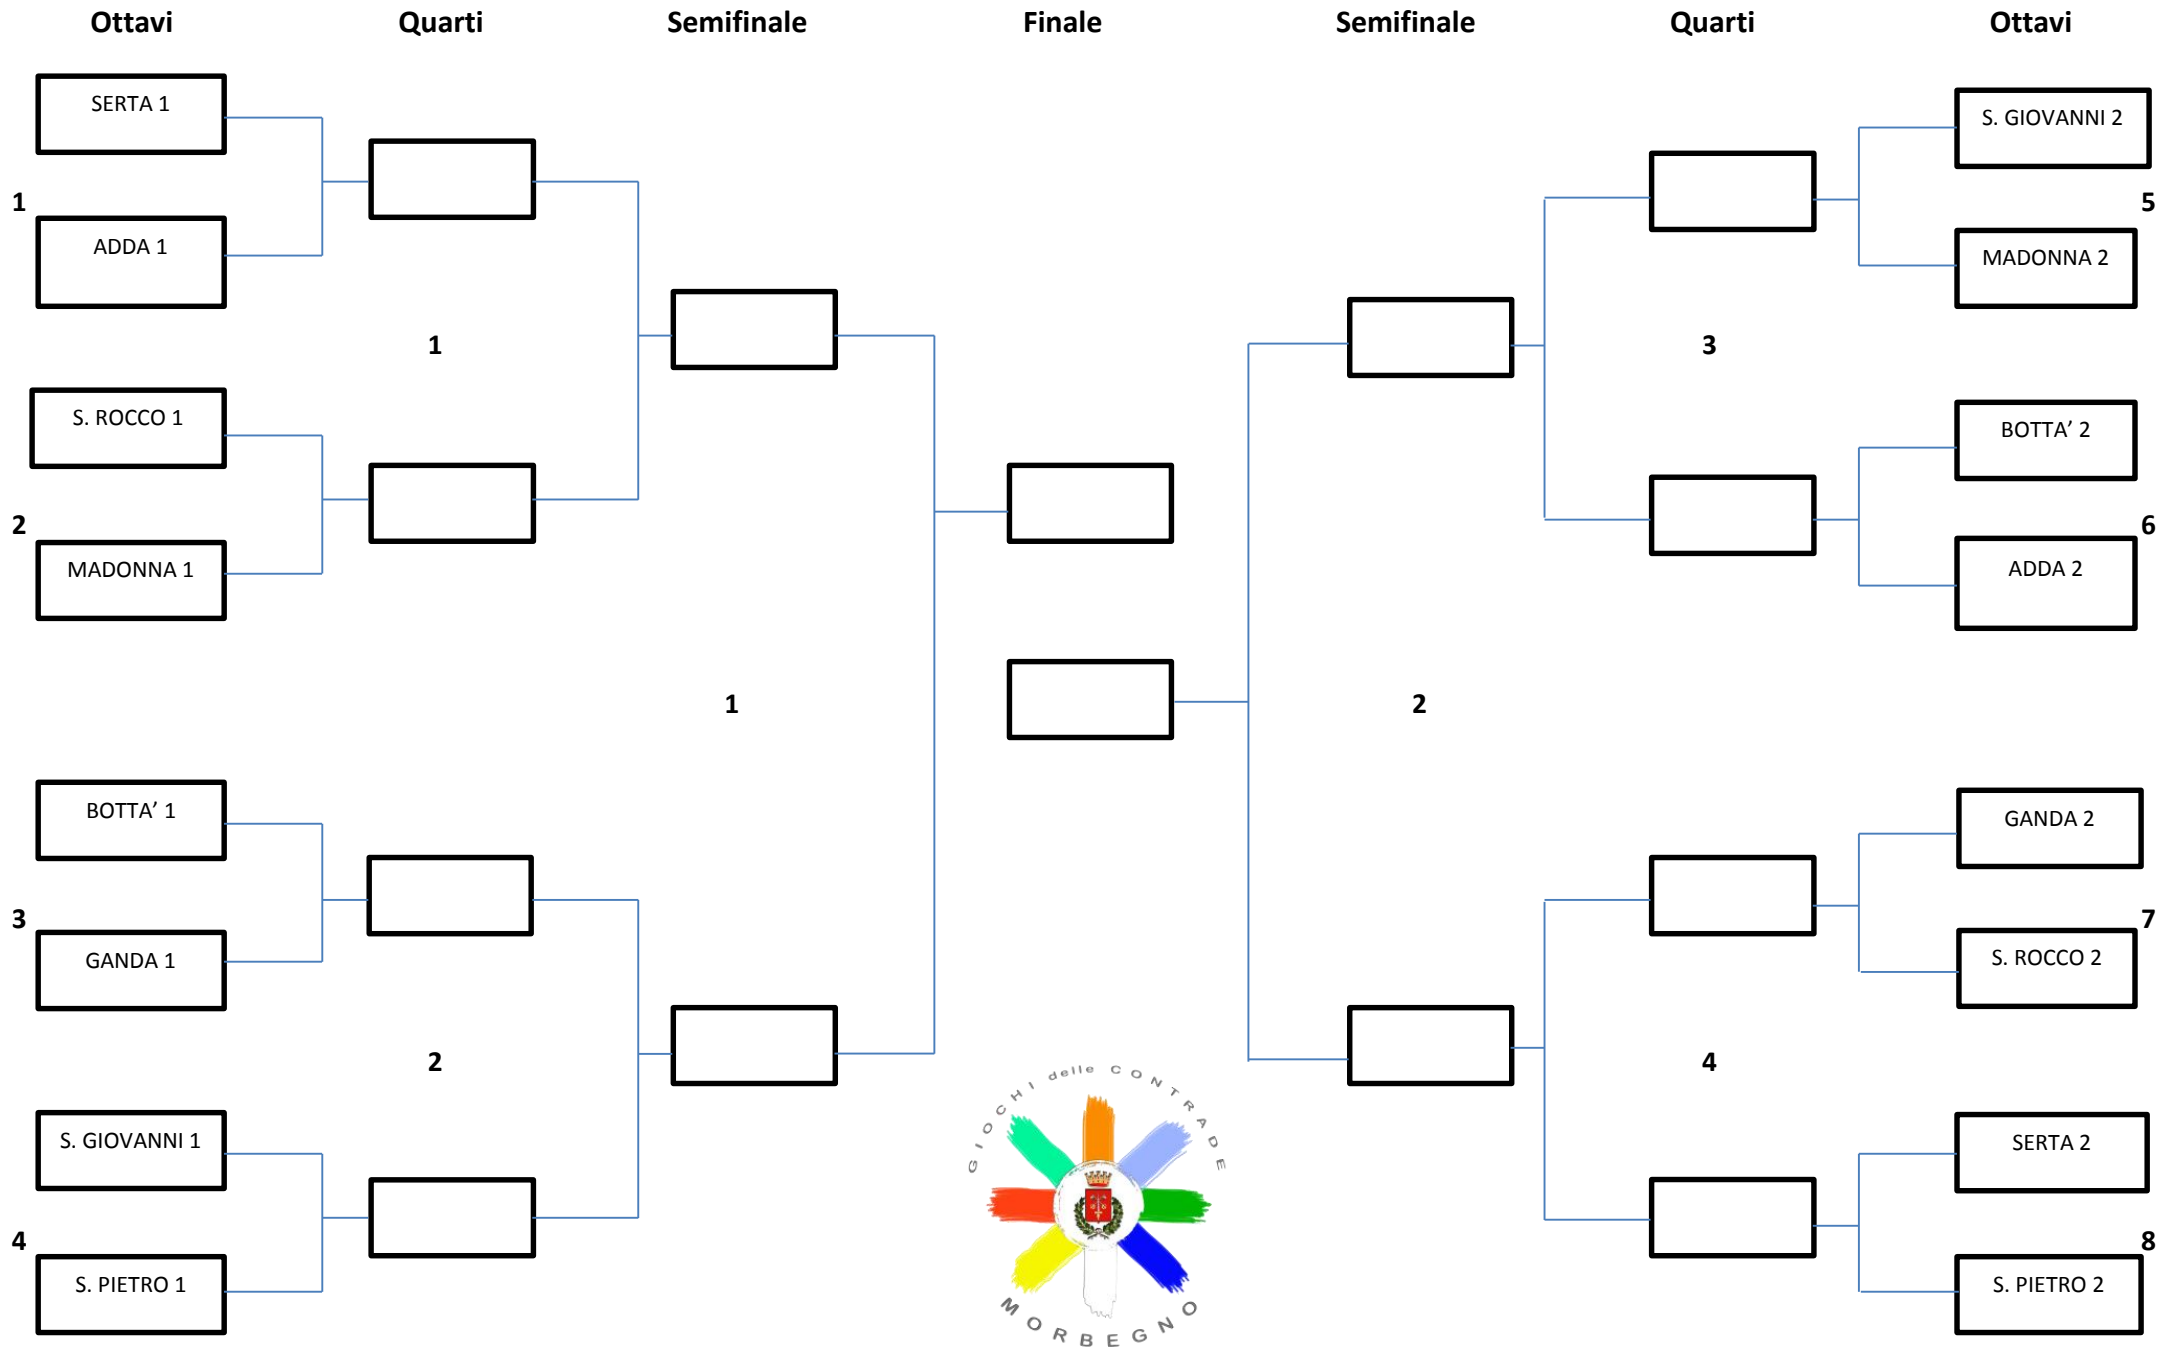 Ottavi Quarti Semifinale Finale Semifinale Quarti Ottavi
SERTA 1
1
ADDA 1
1
S. ROCCO 1
2
MADONNA 1
1
BOTTA’ 1
3
GANDA 1
2
S. GIOVANNI 1
4
S. PIETRO 1
S. GIOVANNI 2
5
MADONNA 2
3
BOTTA’ 2
6
ADDA 2
2
GANDA 2
7
S. ROCCO 2
4
SERTA 2
8
S. PIETRO 2
GIOCHI delle CONTRADE
MORBEGNO